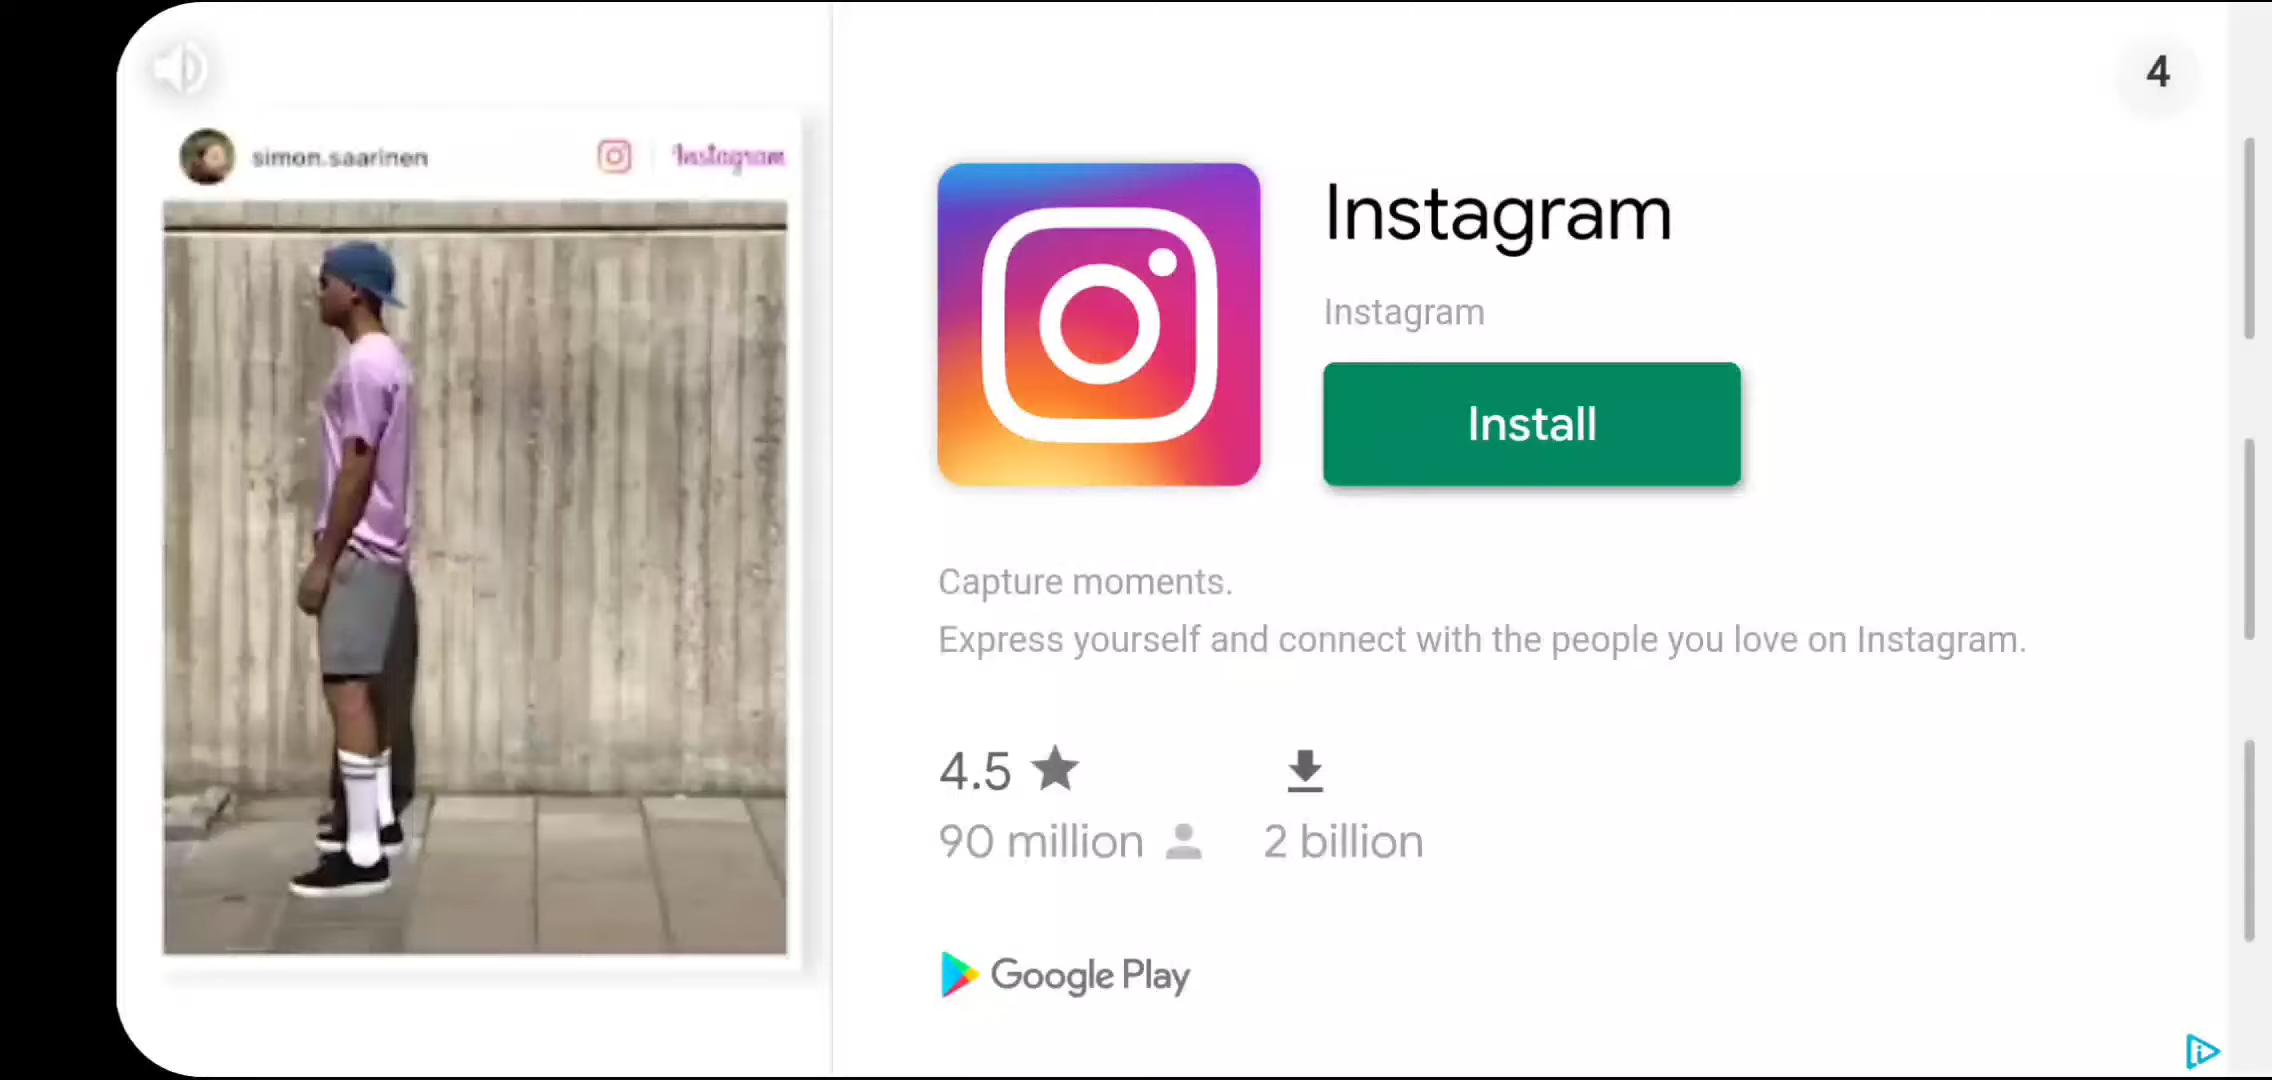 4
simon.saarinen
Instagram
Instagram
Instagram
Install
Capture moments.
Express yourself and connect with the people you love on Instagram.
4.5
90 million
2 billion
Google Play